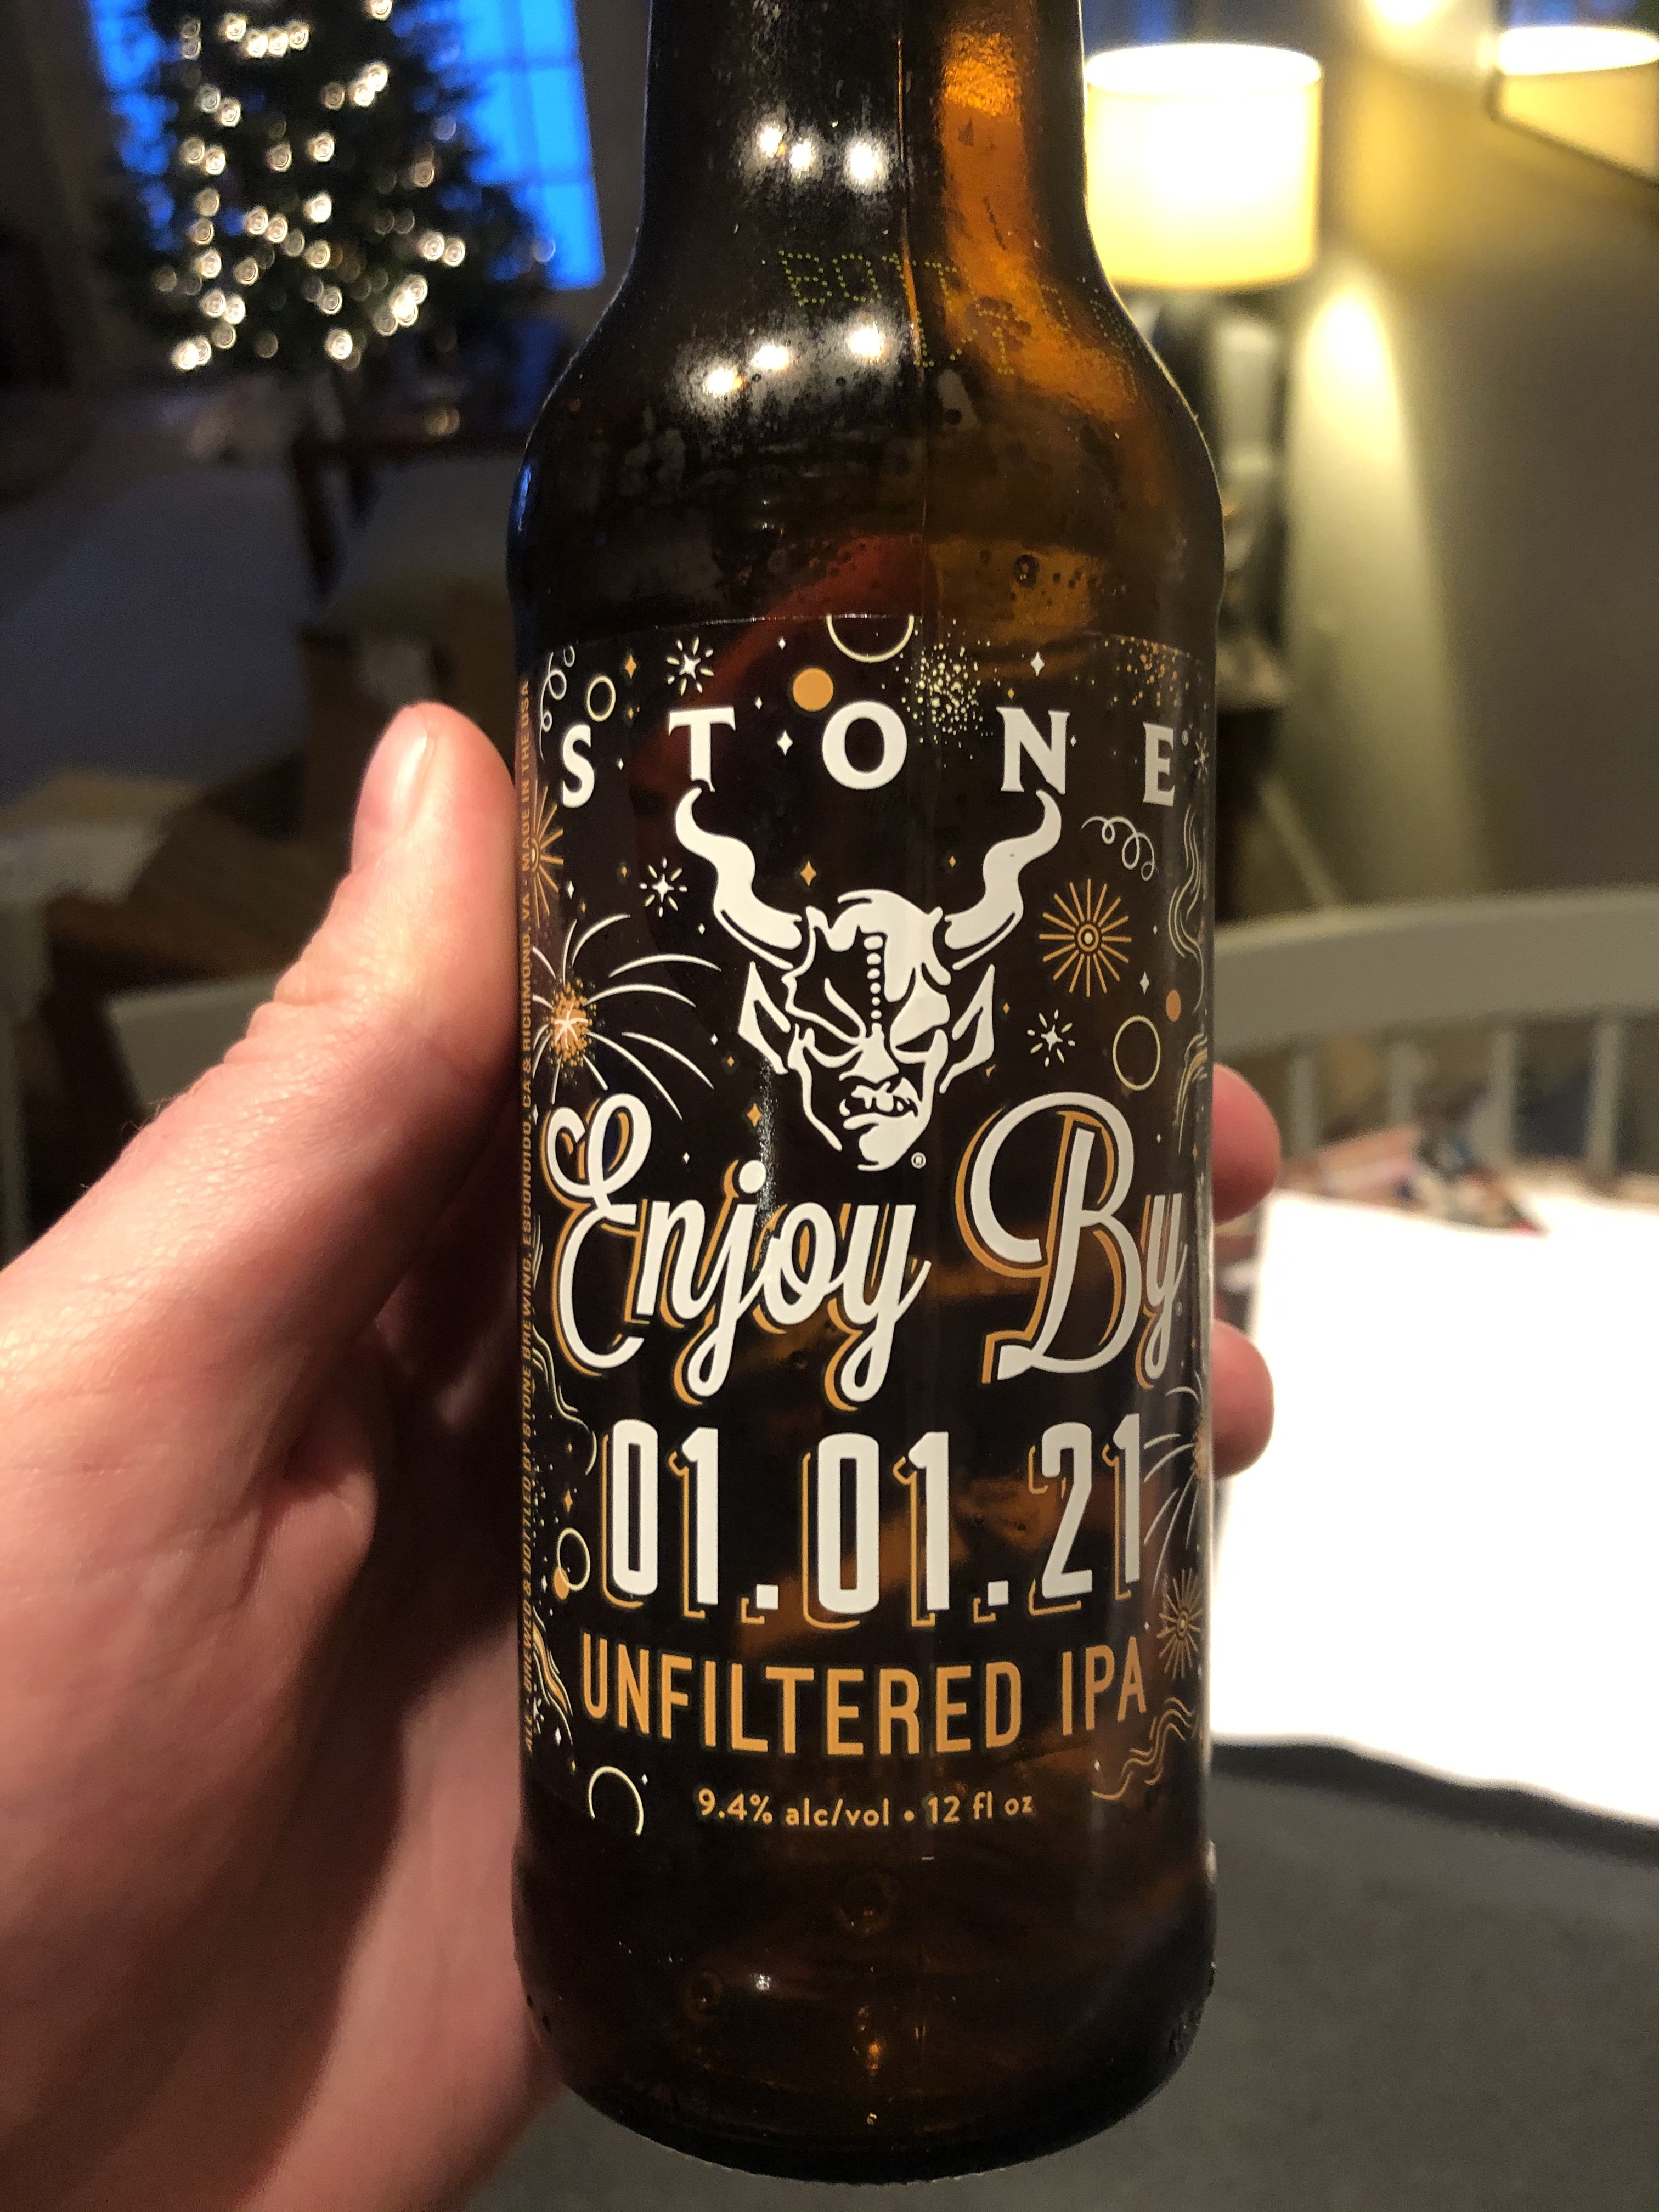 STONE®
®
Enjoy By
01.01.21
UNFILTERED IPA
9.4% alc/vol • 12 fl oz
ALE · BREWED & BOTTLED BY STONE BREWING, ESCONDIDO, CA & RICHMOND, VA · MADE IN THE USA